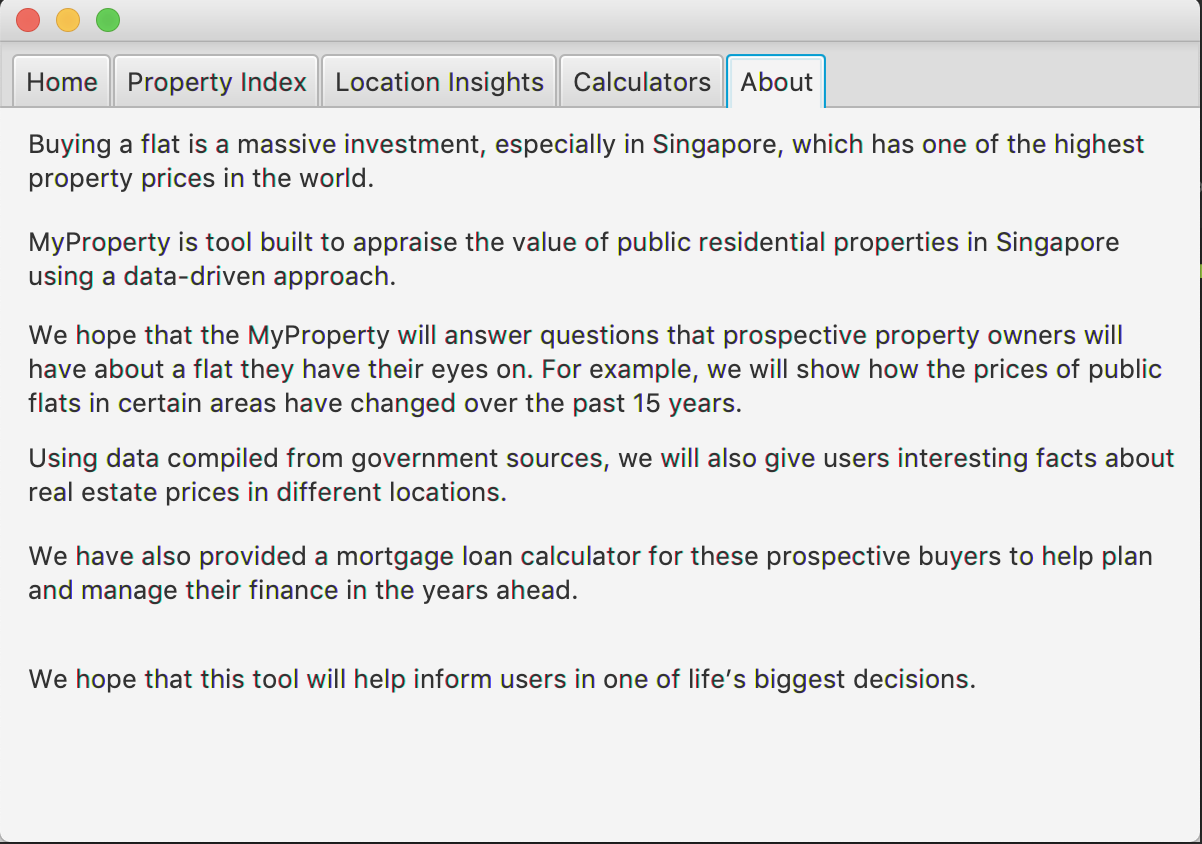 Home Property Index Location Insights Calculators About
Buying a flat is a massive investment, especially in Singapore, which has one of the highest
property prices in the world.
MyProperty is tool built to appraise the value of public residential properties in Singapore
using a data-driven approach.
We hope that the MyProperty will answer questions that prospective property owners will
have about a flat they have their eyes on. For example, we will show how the prices of public
flats in certain areas have changed over the past 15 years.
Using data compiled from government sources, we will also give users interesting facts about
real estate prices in different locations.
We have also provided a mortgage loan calculator for these prospective buyers to help plan
and manage their finance in the years ahead.
We hope that this tool will help inform users in one of life’s biggest decisions.